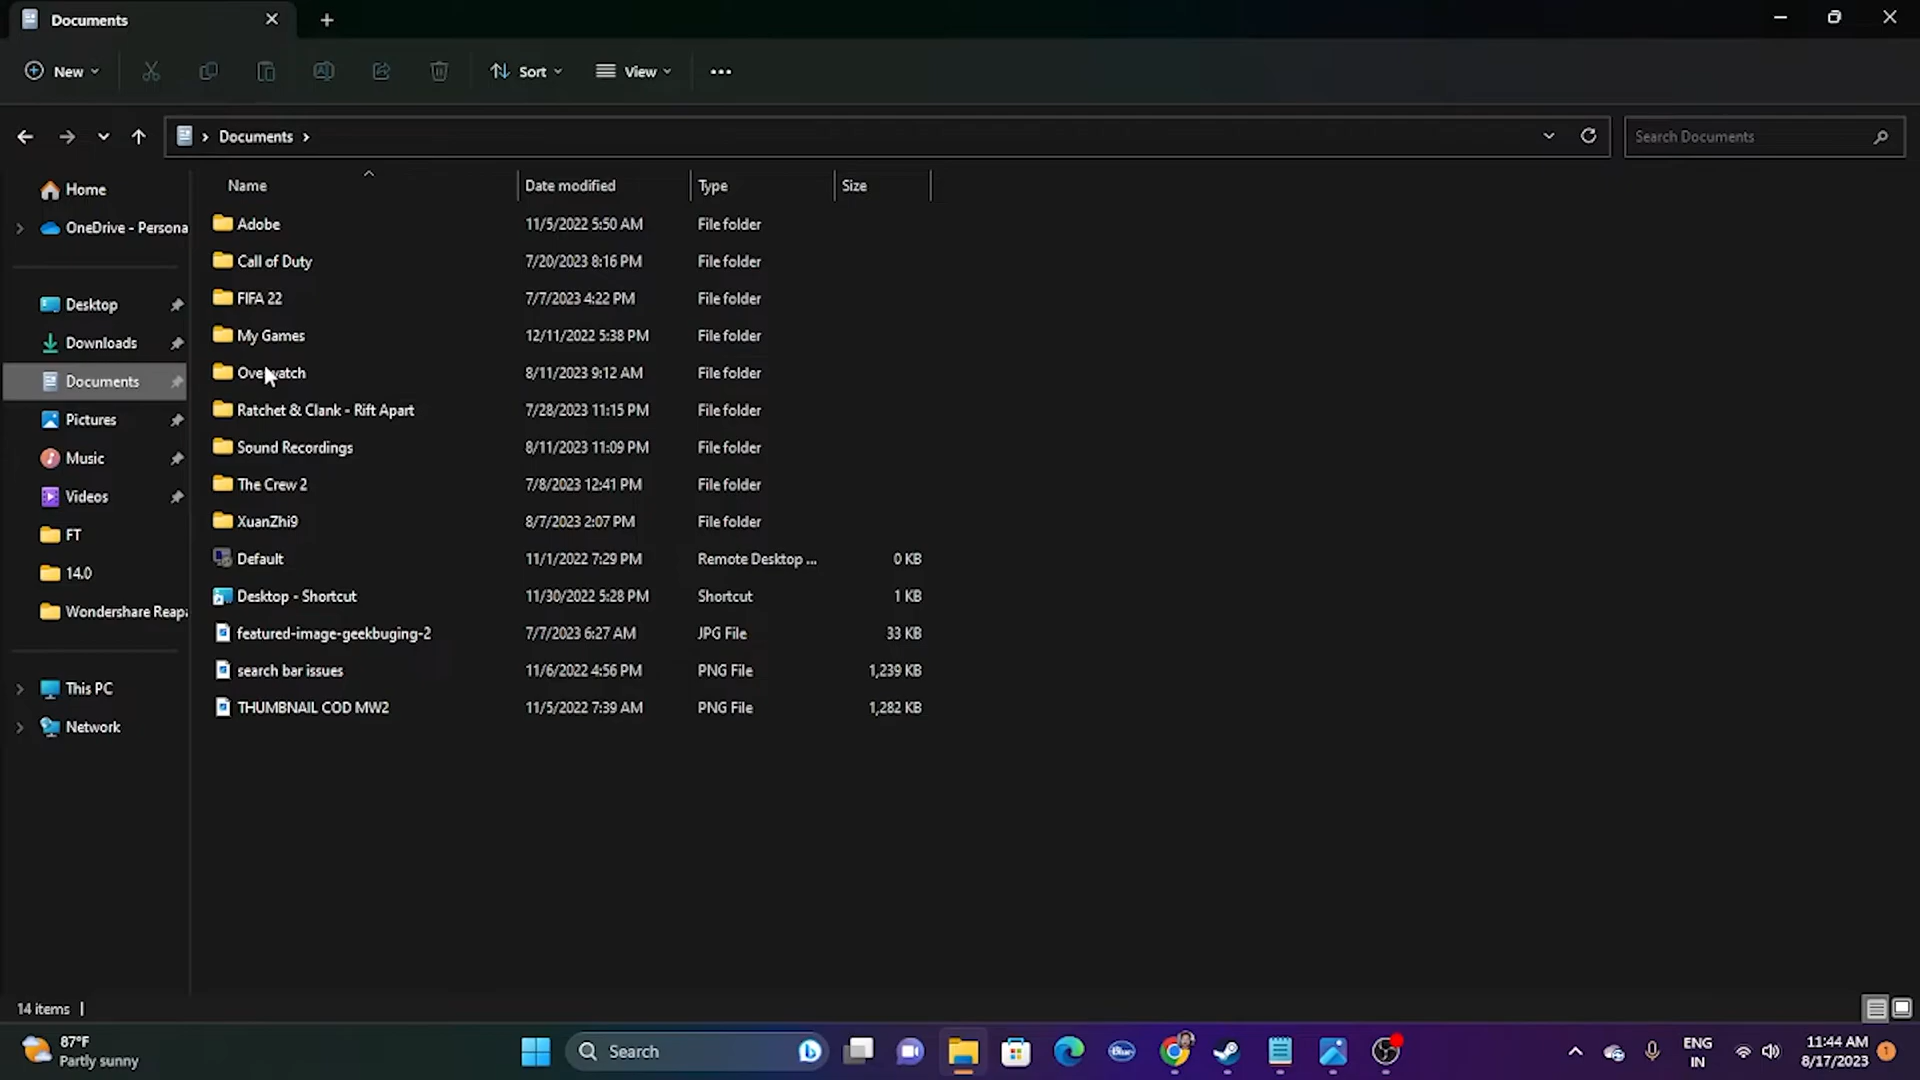 Documents
New
Sort
View
Documents
Search Documents
Name Date modified Type Size
Home
OneDrive - Persona
Desktop
Downloads
Documents
Pictures
Music
Videos
FT
14.0
Wondershare Reap
This PC
Network
Adobe 11/5/2022 5:50 AM File folder
Call of Duty 7/20/2023 8:16 PM File folder
FIFA 22 7/7/2023 4:22 PM File folder
My Games 12/11/2022 5:38 PM File folder
Overwatch 8/11/2023 9:12 AM File folder
Ratchet & Clank - Rift Apart 7/28/2023 11:15 PM File folder
Sound Recordings 8/11/2023 11:09 PM File folder
The Crew 2 7/8/2023 12:41 PM File folder
XuanZhi9 8/7/2023 2:07 PM File folder
Default 11/1/2022 7:29 PM Remote Desktop ... 0 KB
Desktop - Shortcut 11/30/2022 5:28 PM Shortcut 1 KB
featured-image-geekbuging-2 7/7/2023 6:27 AM JPG File 33 KB
search bar issues 11/6/2022 4:56 PM PNG File 1,239 KB
THUMBNAIL COD MW2 11/5/2022 7:39 AM PNG File 1,282 KB
14 items
87°F
Partly sunny
Search
Blue
ENG
IN
11:44 AM
8/17/2023
1